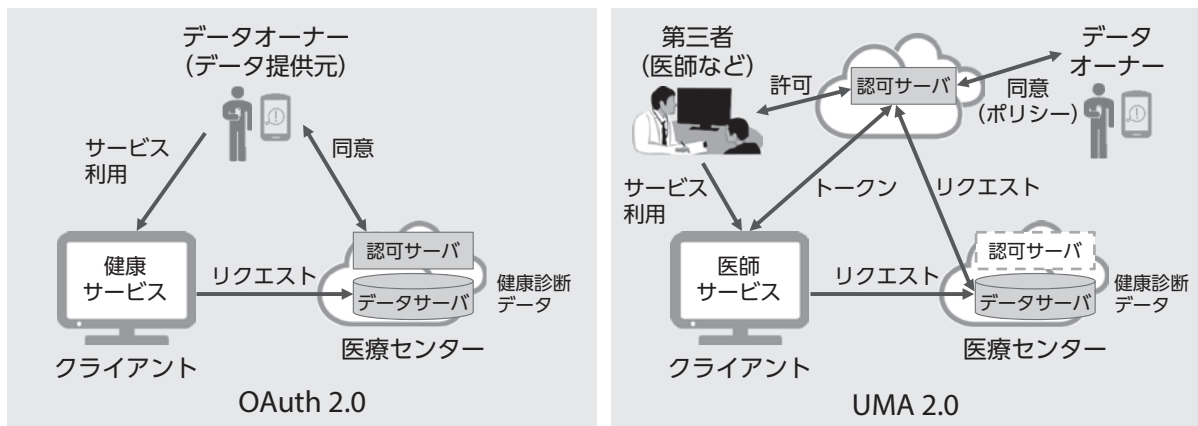 データオーナー
(データ提供元)
サービス
利用
同意
健康
サービス
リクエスト
認可サーバ
データサーバ
健康診断
データ
医療センター
クライアント
OAuth 2.0
第三者
(医師など)
許可
認可サーバ
データ
オーナー
同意
(ポリシー)
サービス
利用
トークン
リクエスト
医師
サービス
リクエスト
認可サーバ
データサーバ
健康診断
データ
医療センター
クライアント
UMA 2.0